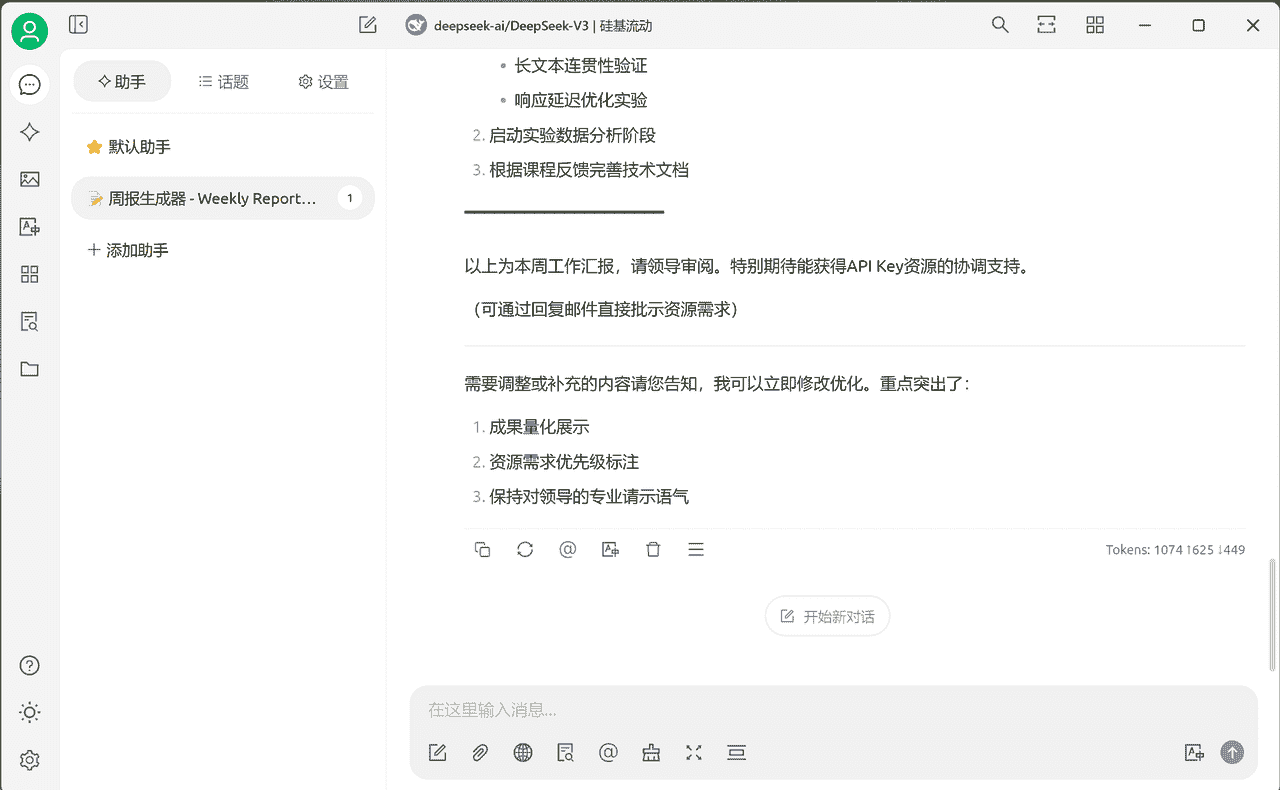 deepseek-ai/DeepSeek-V3 | 硅基流动
助手
话题
设置
默认助手
周报生成器 - Weekly Report...
1
添加助手
• 长文本连贯性验证
• 响应延迟优化实验
2. 启动实验数据分析阶段
3. 根据课程反馈完善技术文档
以上为本周工作汇报，请领导审阅。特别期待能获得API Key资源的协调支持。
（可通过回复邮件直接批示资源需求）
需要调整或补充的内容请您告知，我可以立即修改优化。重点突出了：
1. 成果量化展示
2. 资源需求优先级标注
3. 保持对领导的专业请示语气
Tokens: 1074 ↑625 ↓449
开始新对话
在这里输入消息...